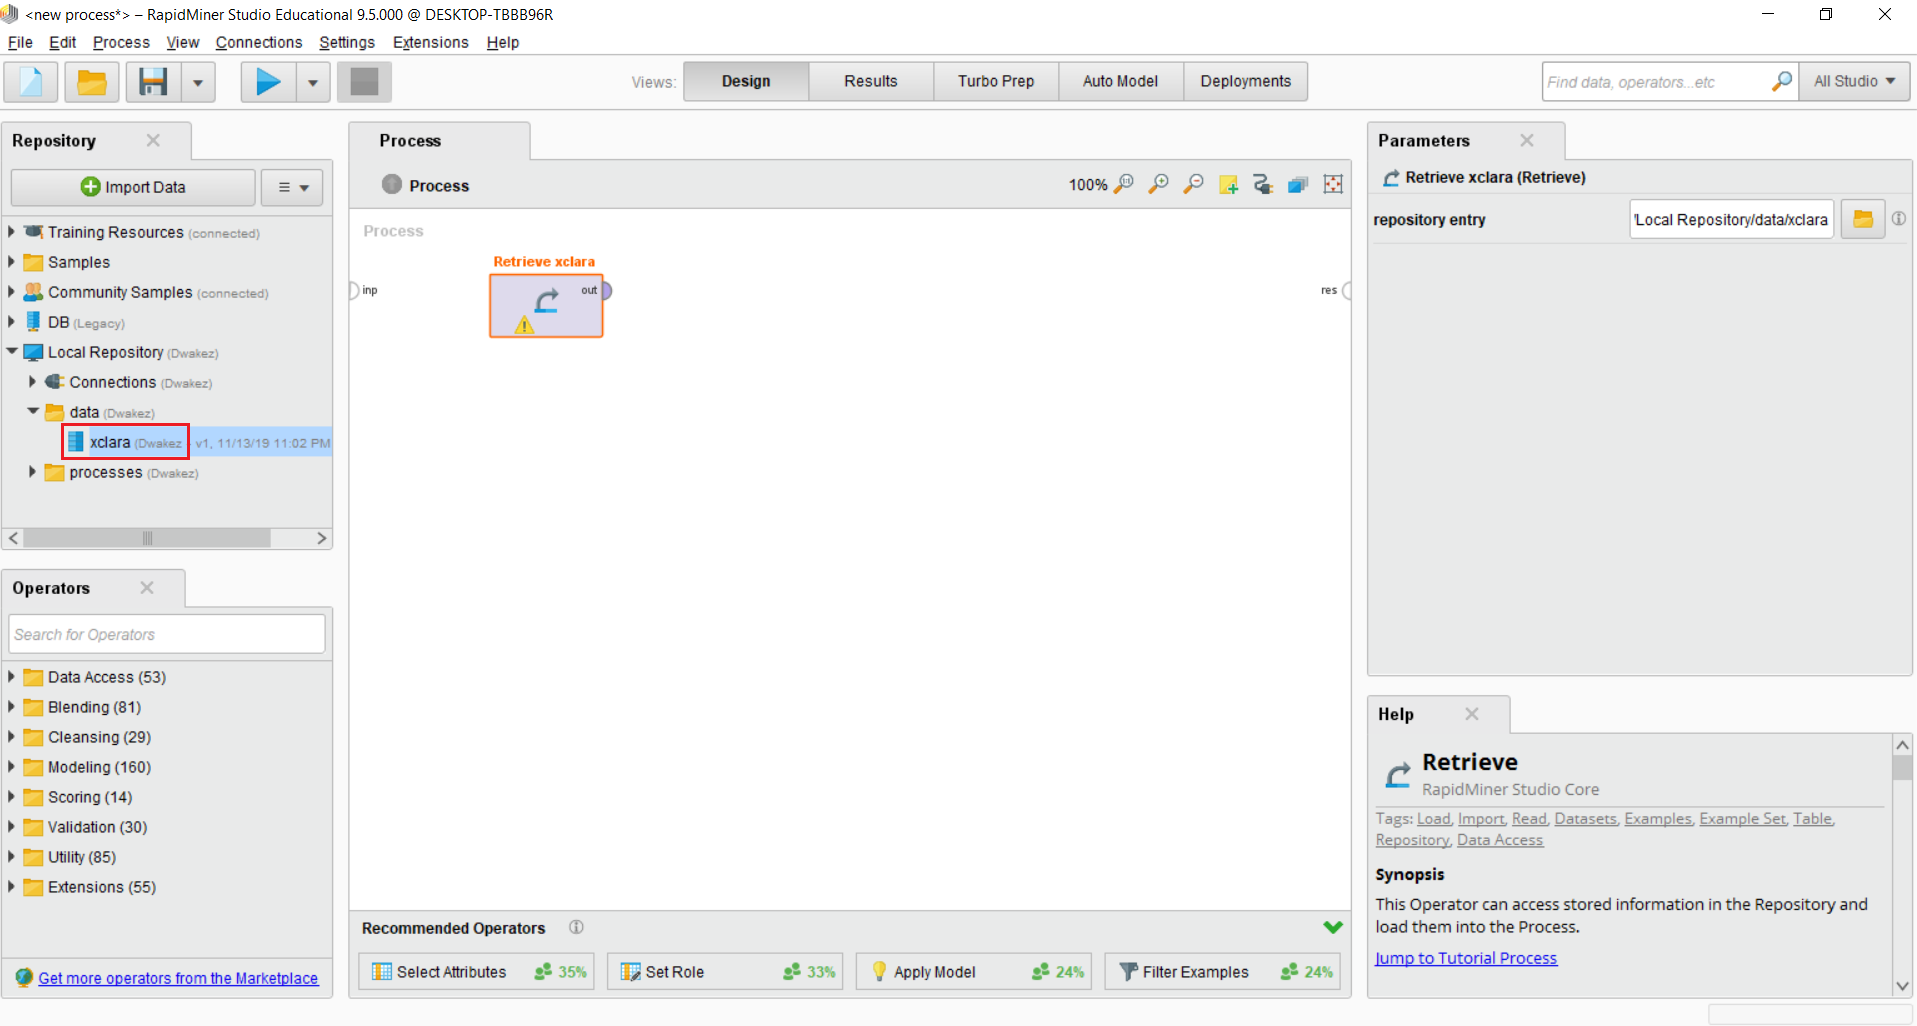 <new process*> – RapidMiner Studio Educational 9.5.000 @ DESKTOP-TBBB96R
File Edit Process View Connections Settings Extensions Help
Views: Design Results Turbo Prep Auto Model Deployments
Find data, operators...etc All Studio
Repository
Import Data
Training Resources (connected)
Samples
Community Samples (connected)
DB (Legacy)
Local Repository (Dwakez)
Connections (Dwakez)
data (Dwakez)
xclara (Dwakez - v1, 11/13/19 11:02 PM
processes (Dwakez)
Operators
Search for Operators
Data Access (53)
Blending (81)
Cleansing (29)
Modeling (160)
Scoring (14)
Validation (30)
Utility (85)
Extensions (55)
Get more operators from the Marketplace
Process
Process
100%
Process
Retrieve xclara
inp
out
res
Recommended Operators
Select Attributes 35%
Set Role 33%
Apply Model 24%
Filter Examples 24%
Parameters
Retrieve xclara (Retrieve)
repository entry
'Local Repository/data/xclara
Help
Retrieve
RapidMiner Studio Core
Tags: Load, Import, Read, Datasets, Examples, Example Set, Table,
Repository, Data Access
Synopsis
This Operator can access stored information in the Repository and
load them into the Process.
Jump to Tutorial Process